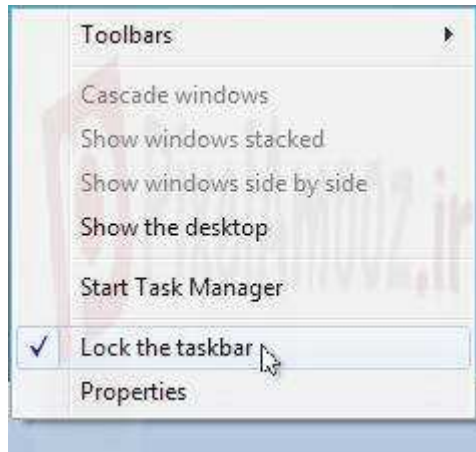 Toolbars
Cascade windows
Show windows stacked
Show windows side by side
Show the desktop
Start Task Manager
Lock the taskbar
Properties